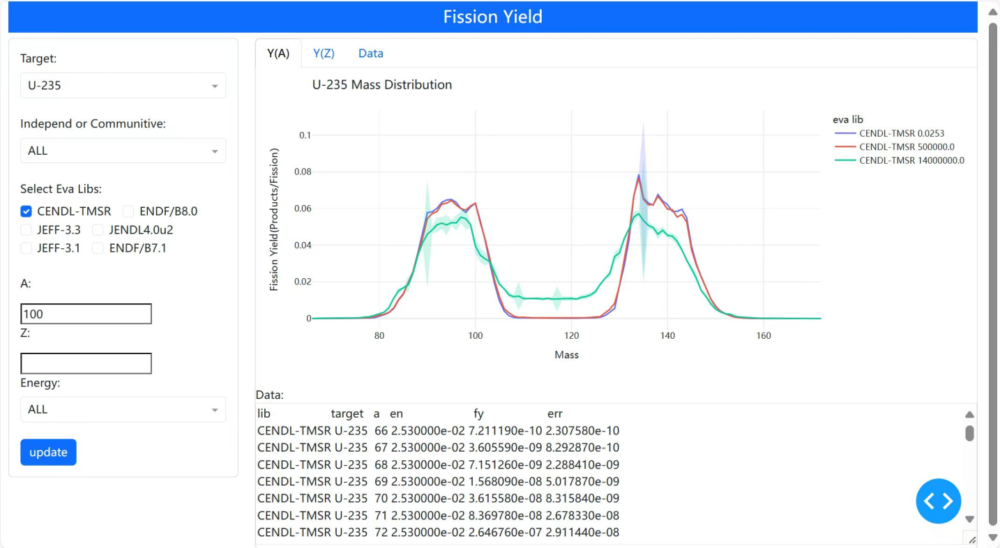 Fission Yield
Target:
U-235
Independ or Communitive:
ALL
Select Eva Libs:
CENDL-TMSR ENDF/B8.0
JEFF-3.3 JENDL4.0u2
JEFF-3.1 ENDF/B7.1
A:
100
Z:
Energy:
ALL
update
Y(A) Y(Z) Data
U-235 Mass Distribution
Fission Yield(Products/Fission)
0.1
0.08
0.06
0.04
0.02
0
80 100 120 140 160
Mass
eva lib
CENDL-TMSR 0.0253
CENDL-TMSR 500000.0
CENDL-TMSR 14000000.0
Data:
lib target a en fy err
CENDL-TMSR U-235 66 2.530000e-02 7.211190e-10 2.307580e-10
CENDL-TMSR U-235 67 2.530000e-02 3.605590e-09 8.292870e-10
CENDL-TMSR U-235 68 2.530000e-02 7.151260e-09 2.288410e-09
CENDL-TMSR U-235 69 2.530000e-02 1.568090e-08 5.017870e-09
CENDL-TMSR U-235 70 2.530000e-02 3.615580e-08 8.315840e-09
CENDL-TMSR U-235 71 2.530000e-02 8.369780e-08 2.678330e-08
CENDL-TMSR U-235 72 2.530000e-02 2.646760e-07 2.911440e-08